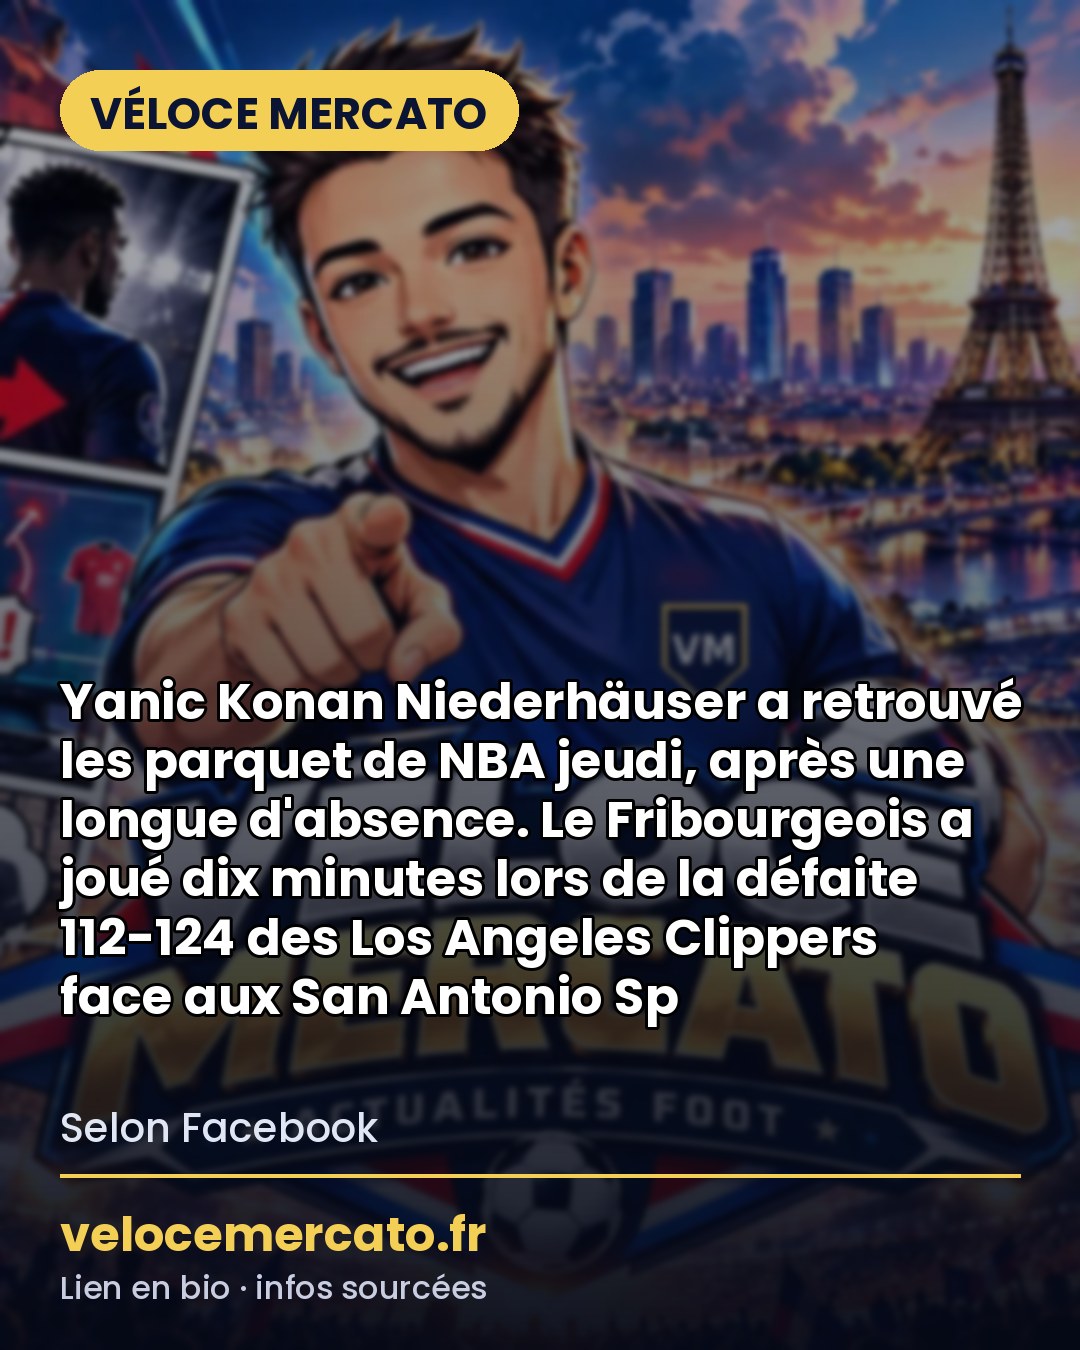 VÉLOCE MERCATO
VM
Yanic Konan Niederhäuser a retrouvé
les parquet de NBA jeudi, après une
longue d'absence. Le Fribourgeois a
joué dix minutes lors de la défaite
112-124 des Los Angeles Clippers
face aux San Antonio Sp
MERCATO
Selon Facebook
velocemercato.fr
Lien en bio · infos sourcées